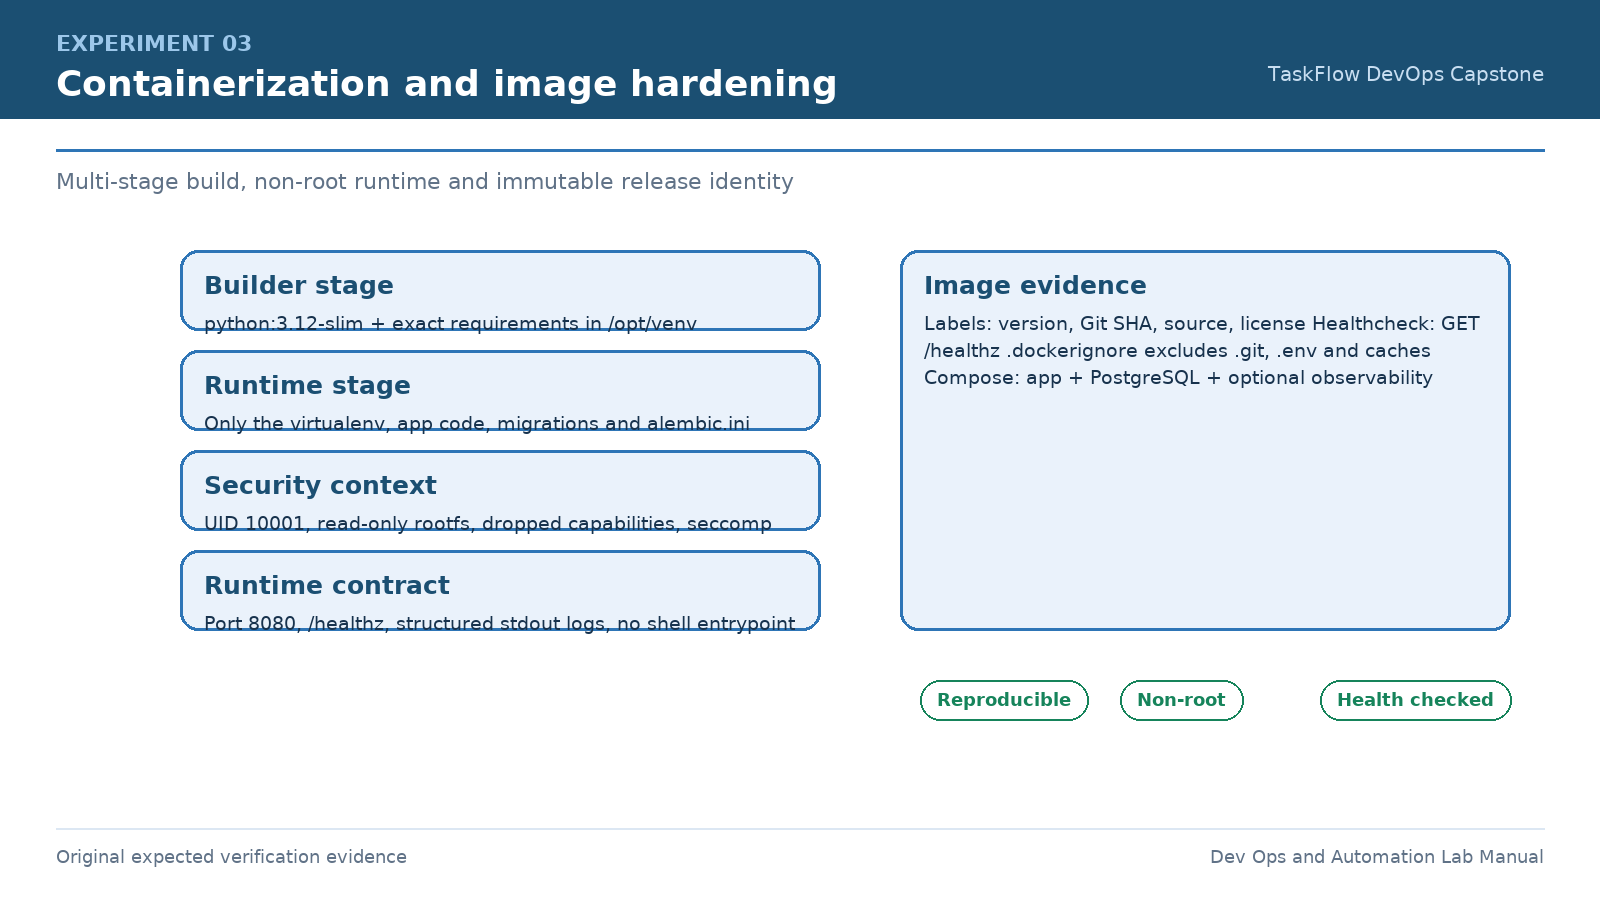 EXPERIMENT 03
Containerization and image hardening
TaskFlow DevOps Capstone
Multi-stage build, non-root runtime and immutable release identity
Builder stage
python:3.12-slim + exact requirements in /opt/venv
Runtime stage
Only the virtualenv, app code, migrations and alembic.ini
Security context
UID 10001, read-only rootfs, dropped capabilities, seccomp
Runtime contract
Port 8080, /healthz, structured stdout logs, no shell entrypoint
Image evidence
Labels: version, Git SHA, source, license Healthcheck: GET
/healthz .dockerignore excludes .git, .env and caches
Compose: app + PostgreSQL + optional observability
Reproducible
Non-root
Health checked
Original expected verification evidence
Dev Ops and Automation Lab Manual